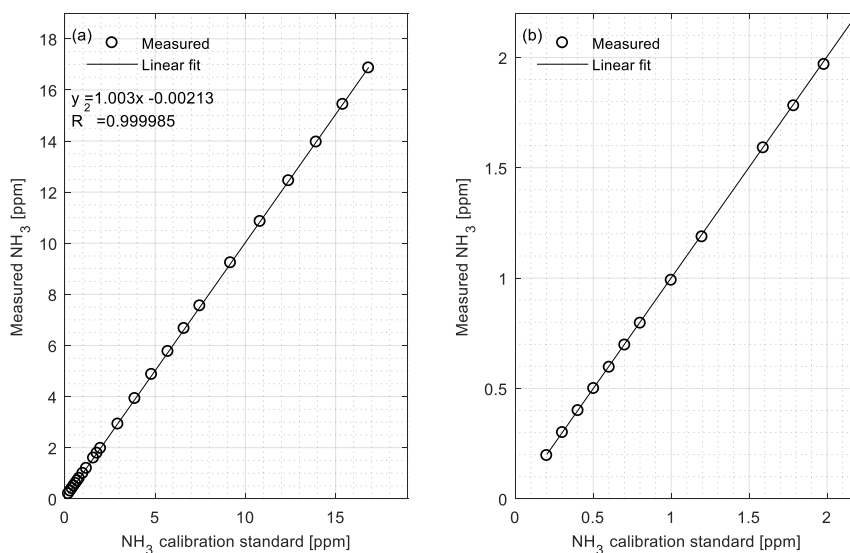 (a)
Measured
Linear fit
y =1.003x -0.00213
R² =0.999985
18
16
14
12
10
8
6
4
2
0
0 5 10 15
Measured NH₃ [ppm]
NH₃ calibration standard [ppm]
(b)
Measured
Linear fit
2
1.5
1
0.5
0
0 0.5 1 1.5 2
Measured NH₃ [ppm]
NH₃ calibration standard [ppm]